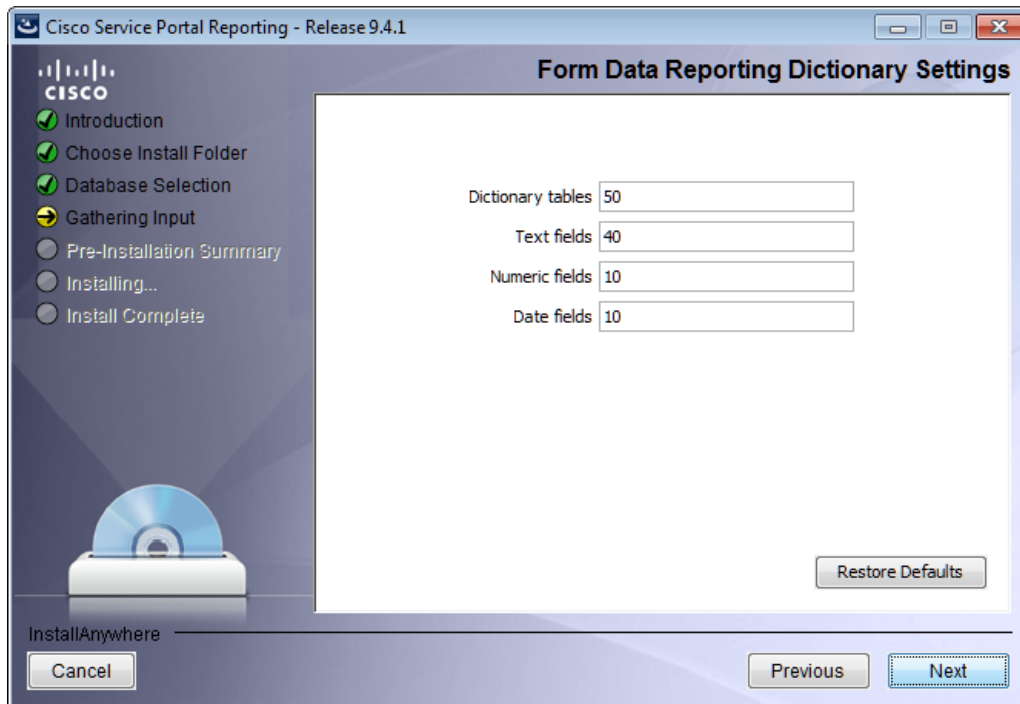 Cisco Service Portal Reporting - Release 9.4.1
CISCO
Form Data Reporting Dictionary Settings
Introduction
Choose Install Folder
Database Selection
Gathering Input
Pre-Installation Summary
Installing...
Install Complete
Dictionary tables 50
Text fields 40
Numeric fields 10
Date fields 10
Restore Defaults
InstallAnywhere
Cancel
Previous
Next